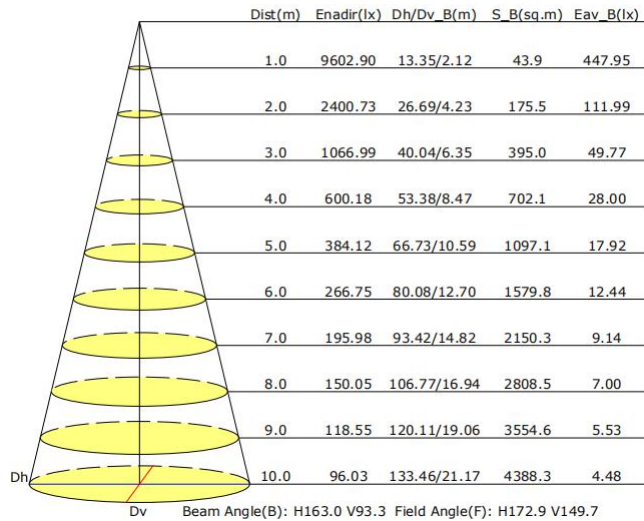 Dist(m) Enadir(lx) Dh/Dv_B(m) S_B(sq.m) Eav_B(lx)
1.0 9602.90 13.35/2.12 43.9 447.95
2.0 2400.73 26.69/4.23 175.5 111.99
3.0 1066.99 40.04/6.35 395.0 49.77
4.0 600.18 53.38/8.47 702.1 28.00
5.0 384.12 66.73/10.59 1097.1 17.92
6.0 266.75 80.08/12.70 1579.8 12.44
7.0 195.98 93.42/14.82 2150.3 9.14
8.0 150.05 106.77/16.94 2808.5 7.00
9.0 118.55 120.11/19.06 3554.6 5.53
Dh 10.0 96.03 133.46/21.17 4388.3 4.48
Dv Beam Angle(B): H163.0 V93.3 Field Angle(F): H172.9 V149.7